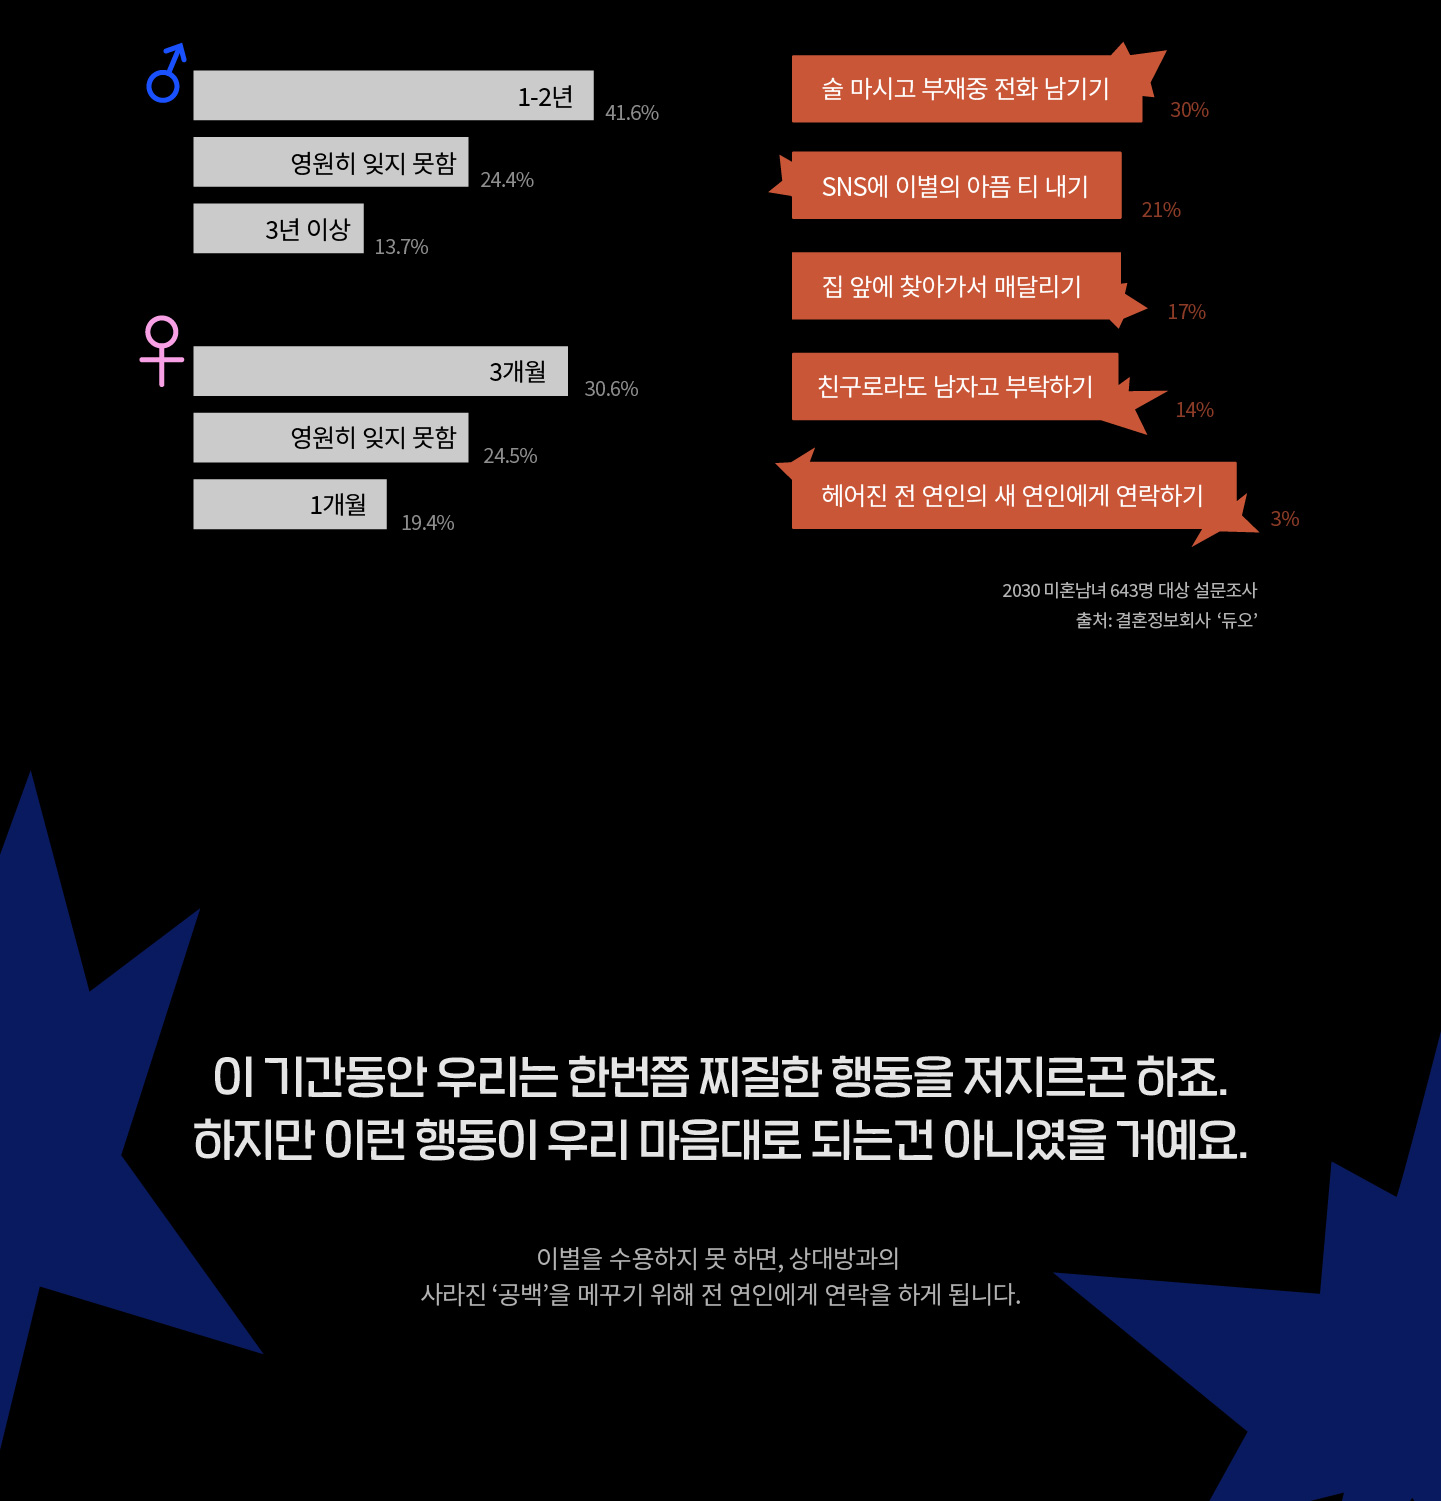 1-2년
41.6%
영원히 잊지 못함
24.4%
3년 이상
13.7%
3개월
30.6%
영원히 잊지 못함
24.5%
1개월
19.4%
술 마시고 부재중 전화 남기기
30%
SNS에 이별의 아픔 티 내기
21%
집 앞에 찾아가서 매달리기
17%
친구로라도 남자고 부탁하기
14%
헤어진 전 연인의 새 연인에게 연락하기
3%
2030 미혼남녀 643명 대상 설문조사
출처: 결혼정보회사 ‘듀오’
이 기간동안 우리는 한번쯤 찌질한 행동을 저지르곤 하죠.
하지만 이런 행동이 우리 마음대로 되는건 아니였을 거예요.
이별을 수용하지 못 하면, 상대방과의
사라진 ‘공백’을 메꾸기 위해 전 연인에게 연락을 하게 됩니다.